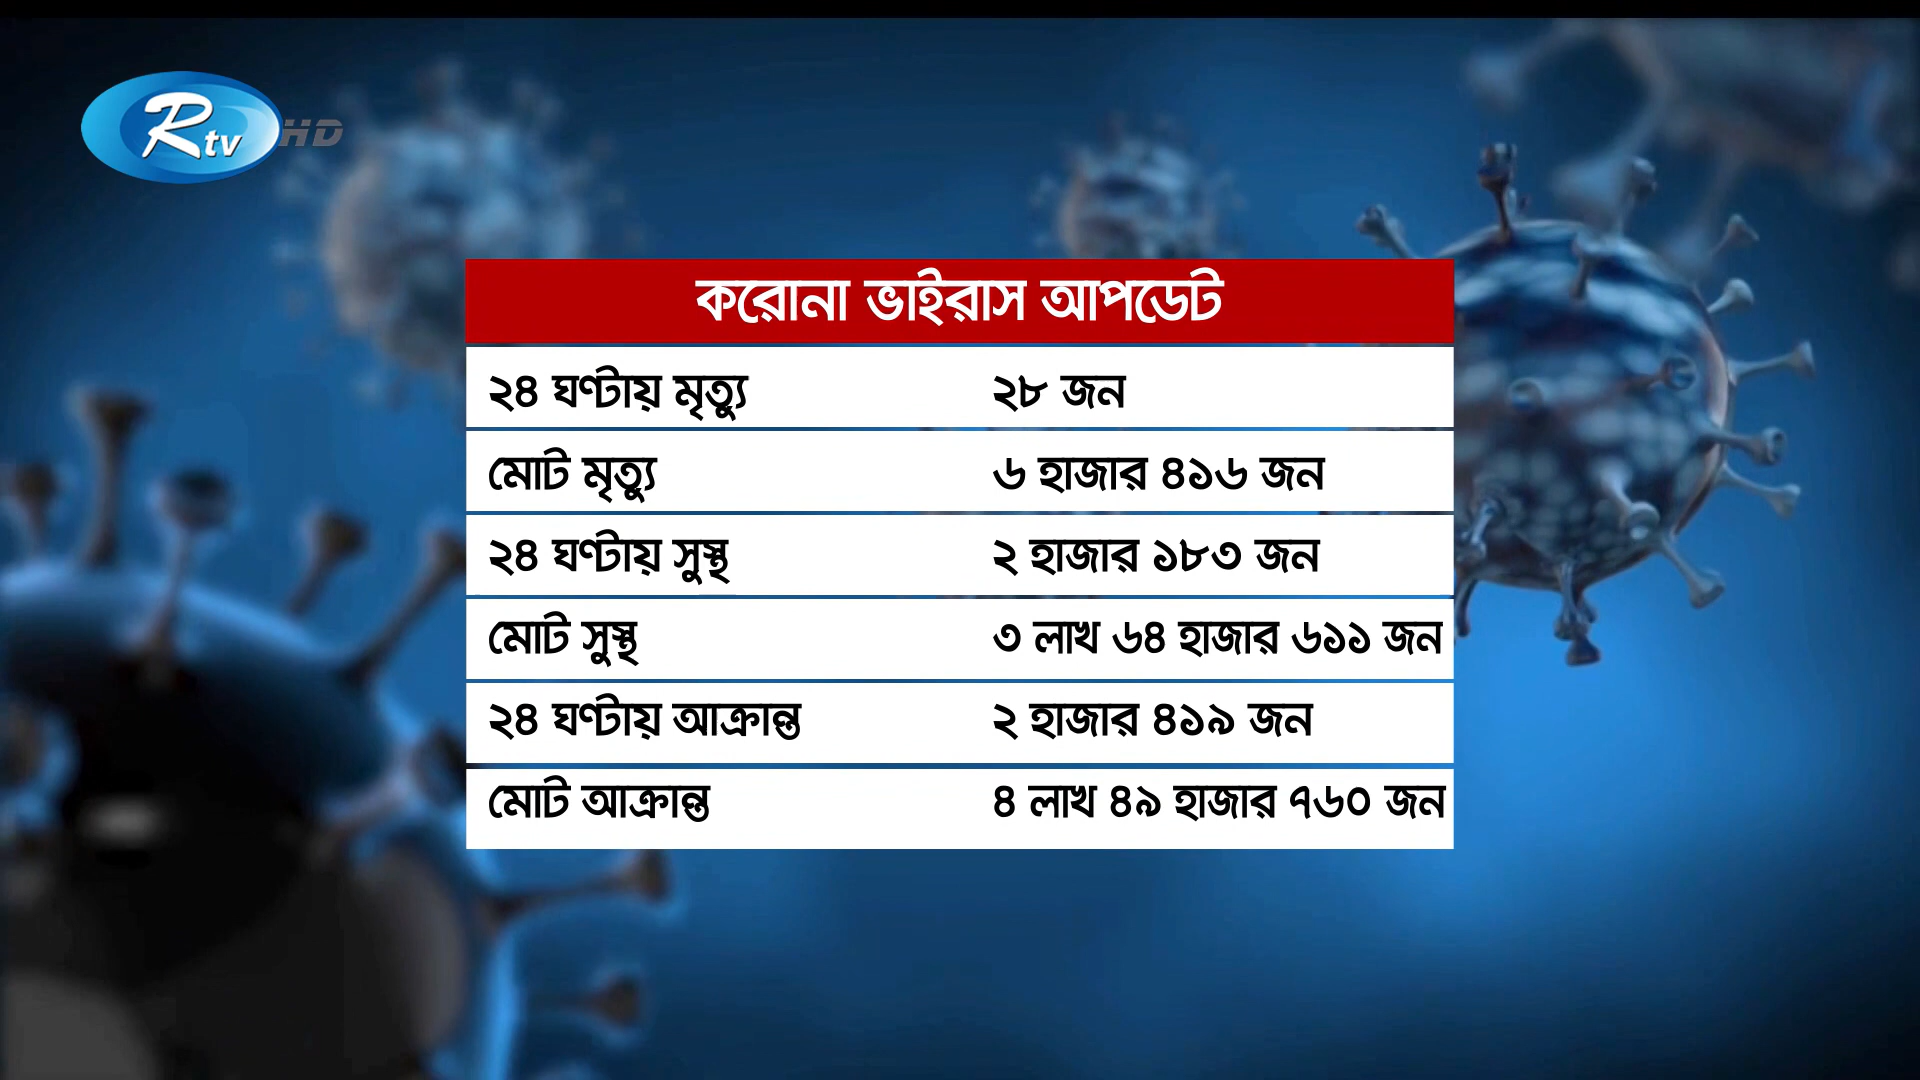 Rtv HD
করোনা ভাইরাস আপডেট
২৪ ঘণ্টায় মৃত্যু ২৮ জন
মোট মৃত্যু ৬ হাজার ৪১৬ জন
২৪ ঘণ্টায় সুস্থ ২ হাজার ১৮৩ জন
মোট সুস্থ ৩ লাখ ৬৪ হাজার ৬১১ জন
২৪ ঘণ্টায় আক্রান্ত ২ হাজার ৪১৯ জন
মোট আক্রান্ত ৪ লাখ ৪৯ হাজার ৭৬০ জন